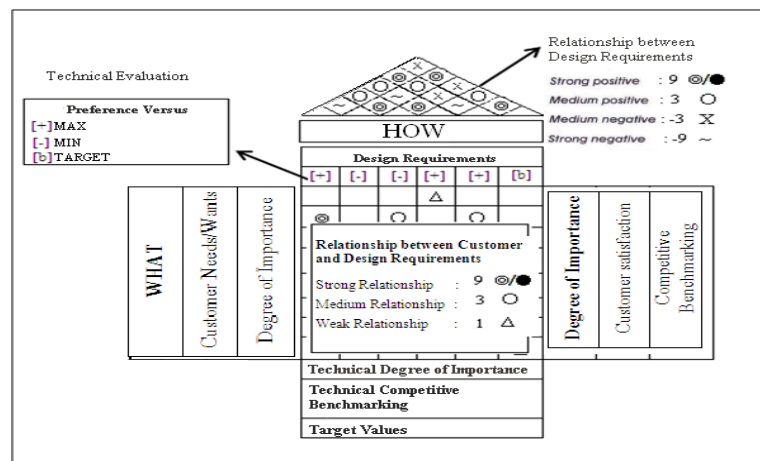 Relationship between
Design Requirements
Strong positive : 9 ◎/●
Medium positive : 3 ○
Medium negative : -3 X
Strong negative : -9 ~
Technical Evaluation
Preference Versus
[+]MAX
[-] MIN
[b]TARGET
HOW
Design Requirements
[+] [-] [-] [+] [+] [b]
WHAT
Customer Needs/Wants
Degree of Importance
Relationship between Customer
and Design Requirements
Strong Relationship : 9 ◎/●
Medium Relationship : 3 ○
Weak Relationship : 1 △
Degree of Importance
Customer satisfaction
Competitive
Benchmarking
Technical Degree of Importance
Technical Competitive
Benchmarking
Target Values